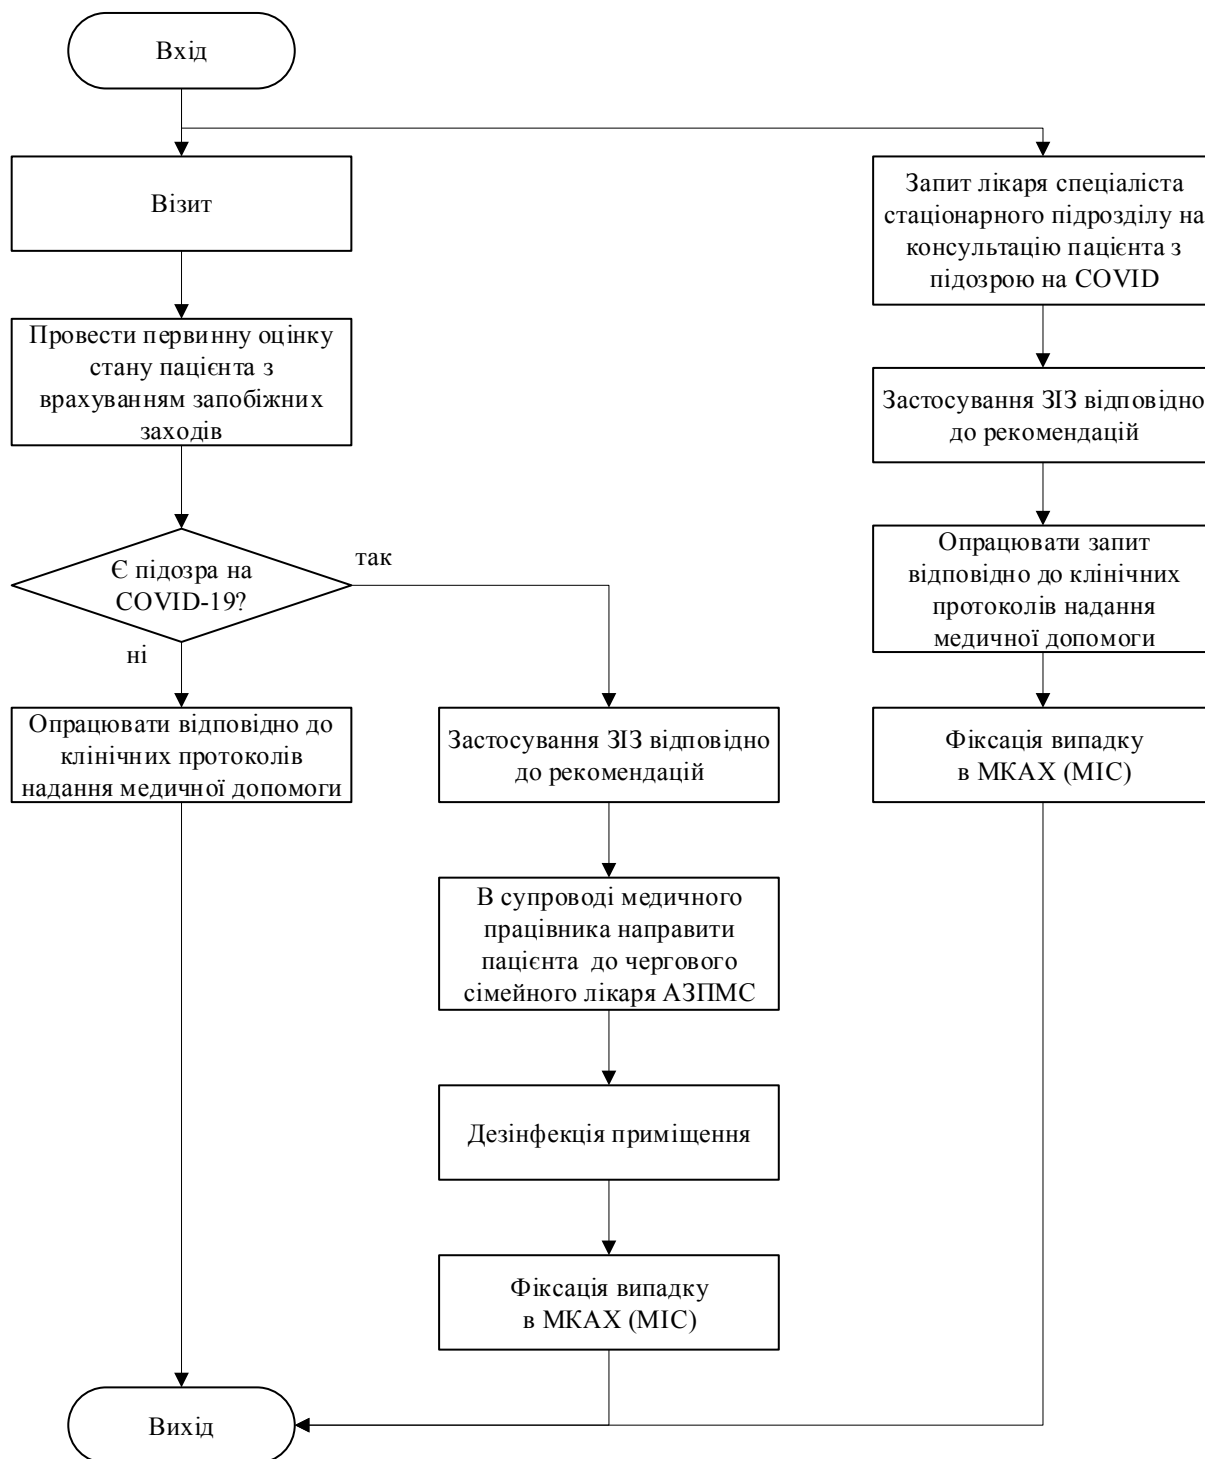 Вхід
Візит
Провести первинну оцінку
стану пацієнта з
врахуванням запобіжних
заходів
Є підозра на
COVID-19?
так
ні
Опрацювати відповідно до
клінічних протоколів
надання медичної допомоги
Застосування ЗІЗ відповідно
до рекомендацій
В супроводі медичного
працівника направити
пацієнта до чергового
сімейного лікаря АЗПМС
Дезінфекція приміщення
Фіксація випадку
в МКАХ (МІС)
Запит лікаря спеціаліста
стаціонарного підрозділу на
консультацію пацієнта з
підозрою на COVID
Застосування ЗІЗ відповідно
до рекомендацій
Опрацювати запит
відповідно до клінічних
протоколів надання
медичної допомоги
Фіксація випадку
в МКАХ (МІС)
Вихід